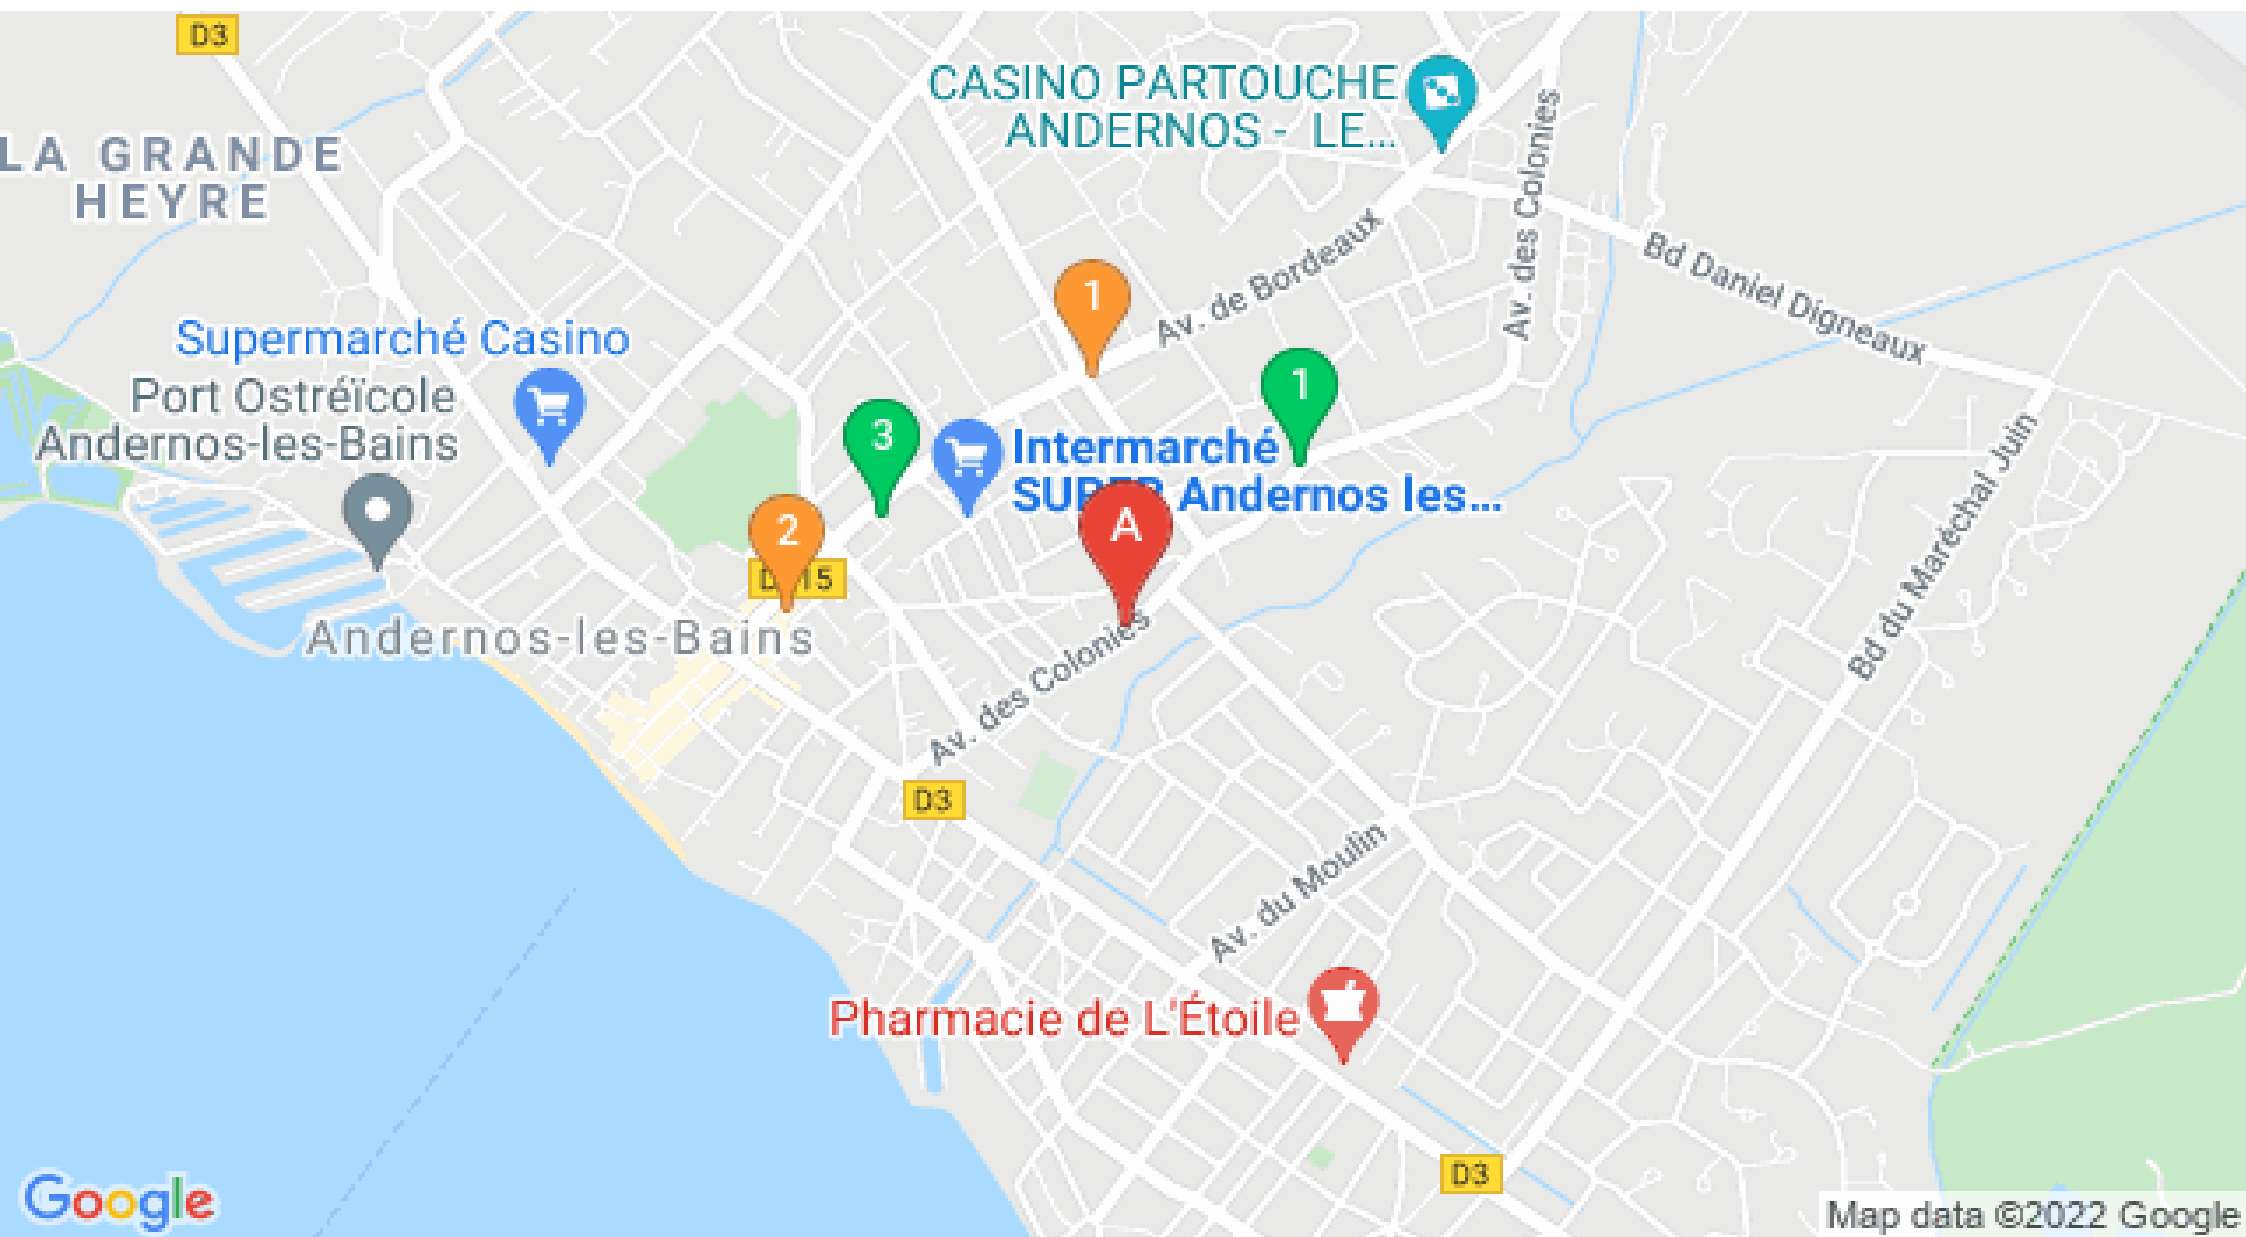 D3
CASINO PARTOUCHE
ANDERNOS - LE...
LA GRANDE
HEYRE
Av. des Colonies
Av. de Bordeaux
Bd Daniel Digneaux
1
Supermarché Casino
Port Ostréïcole
Andernos-les-Bains
1
3
Intermarché
SUPER Andernos les...
Bd du Maréchal Juin
2
A
Andernos-les-Bains
Av. des Colonies
D3
Av. du Moulin
Pharmacie de L'Étoile
D3
Google
Map data ©2022 Google